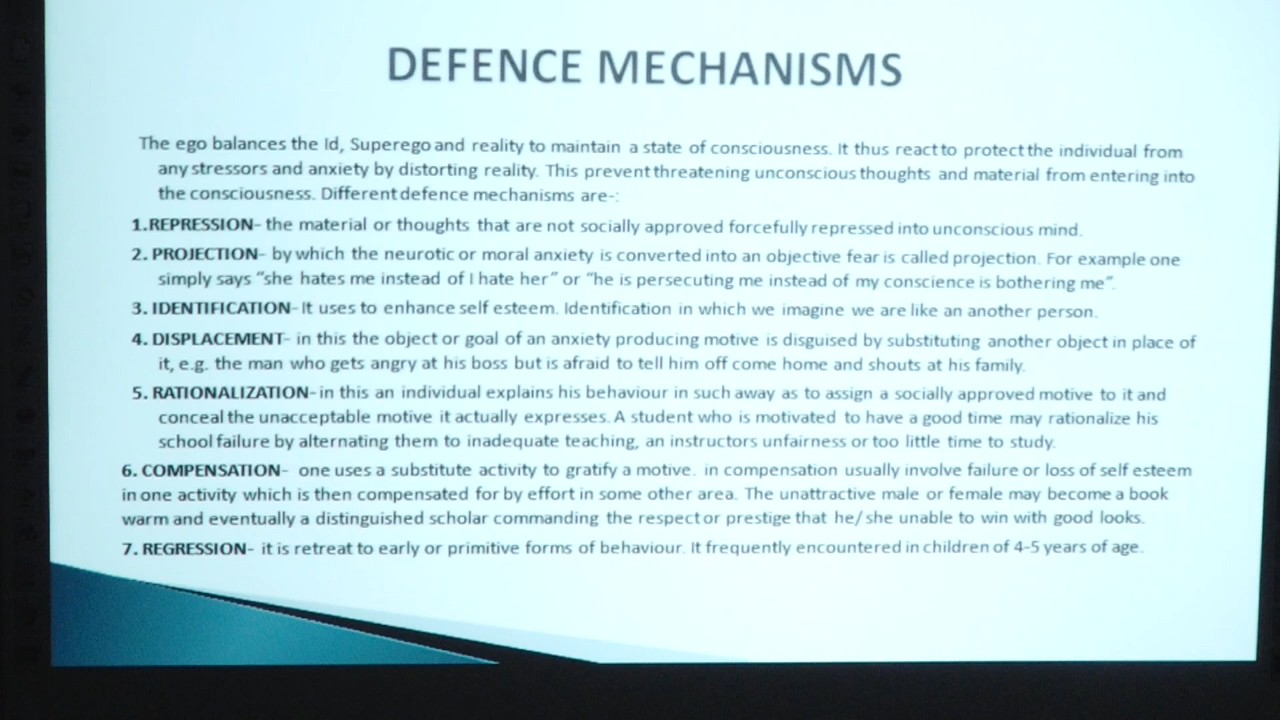 DEFENCE MECHANISMS
The ego balances the Id, Superego and reality to maintain a state of consciousness. It thus react to protect the individual from
any stressors and anxiety by distorting reality. This prevent threatening unconscious thoughts and material from entering into
the consciousness. Different defence mechanisms are-:
1.REPRESSION- the material or thoughts that are not socially approved forcefully repressed into unconscious mind.
2. PROJECTION- by which the neurotic or moral anxiety is converted into an objective fear is called projection. For example one
simply says "she hates me instead of I hate her" or "he is persecuting me instead of my conscience is bothering me".
3. IDENTIFICATION- It uses to enhance self esteem. Identification in which we imagine we are like an another person.
4. DISPLACEMENT- in this the object or goal of an anxiety producing motive is disguised by substituting another object in place of
it, e.g. the man who gets angry at his boss but is afraid to tell him off come home and shouts at his family.
5. RATIONALIZATION- in this an individual explains his behaviour in such away as to assign a socially approved motive to it and
conceal the unacceptable motive it actually expresses. A student who is motivated to have a good time may rationalize his
school failure by alternating them to inadequate teaching, an instructors unfairness or too little time to study.
6. COMPENSATION- one uses a substitute activity to gratify a motive. in compensation usually involve failure or loss of self esteem
in one activity which is then compensated for by effort in some other area. The unattractive male or female may become a book
warm and eventually a distinguished scholar commanding the respect or prestige that he/she unable to win with good looks.
7. REGRESSION- it is retreat to early or primitive forms of behaviour. It frequently encountered in children of 4-5 years of age.